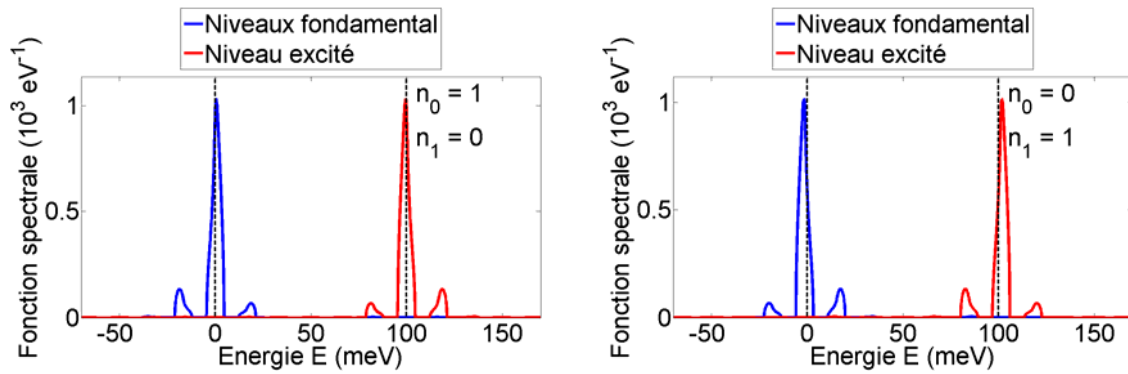 Niveaux fondamental
Niveau excité
Fonction spectrale (10³ eV⁻¹)
1
0.5
0
n₀ = 1
n₁ = 0
-50
0
50
100
150
Energie E (meV)
Niveaux fondamental
Niveau excité
Fonction spectrale (10³ eV⁻¹)
1
0.5
0
n₀ = 0
n₁ = 1
-50
0
50
100
150
Energie E (meV)